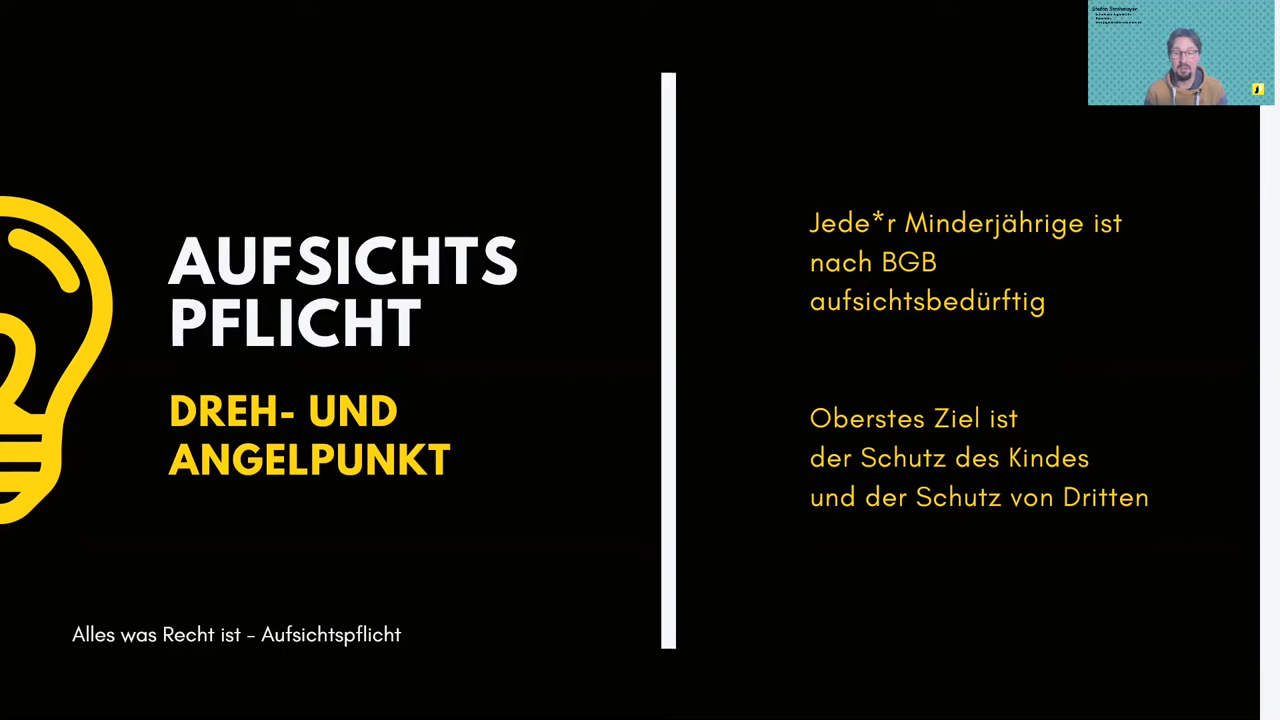 AUFSICHTS
PFLICHT
DREH- UND
ANGELPUNKT
Alles was Recht ist - Aufsichtspflicht
Jede*r Minderjährige ist
nach BGB
aufsichtsbedürftig
Oberstes Ziel ist
der Schutz des Kindes
und der Schutz von Dritten